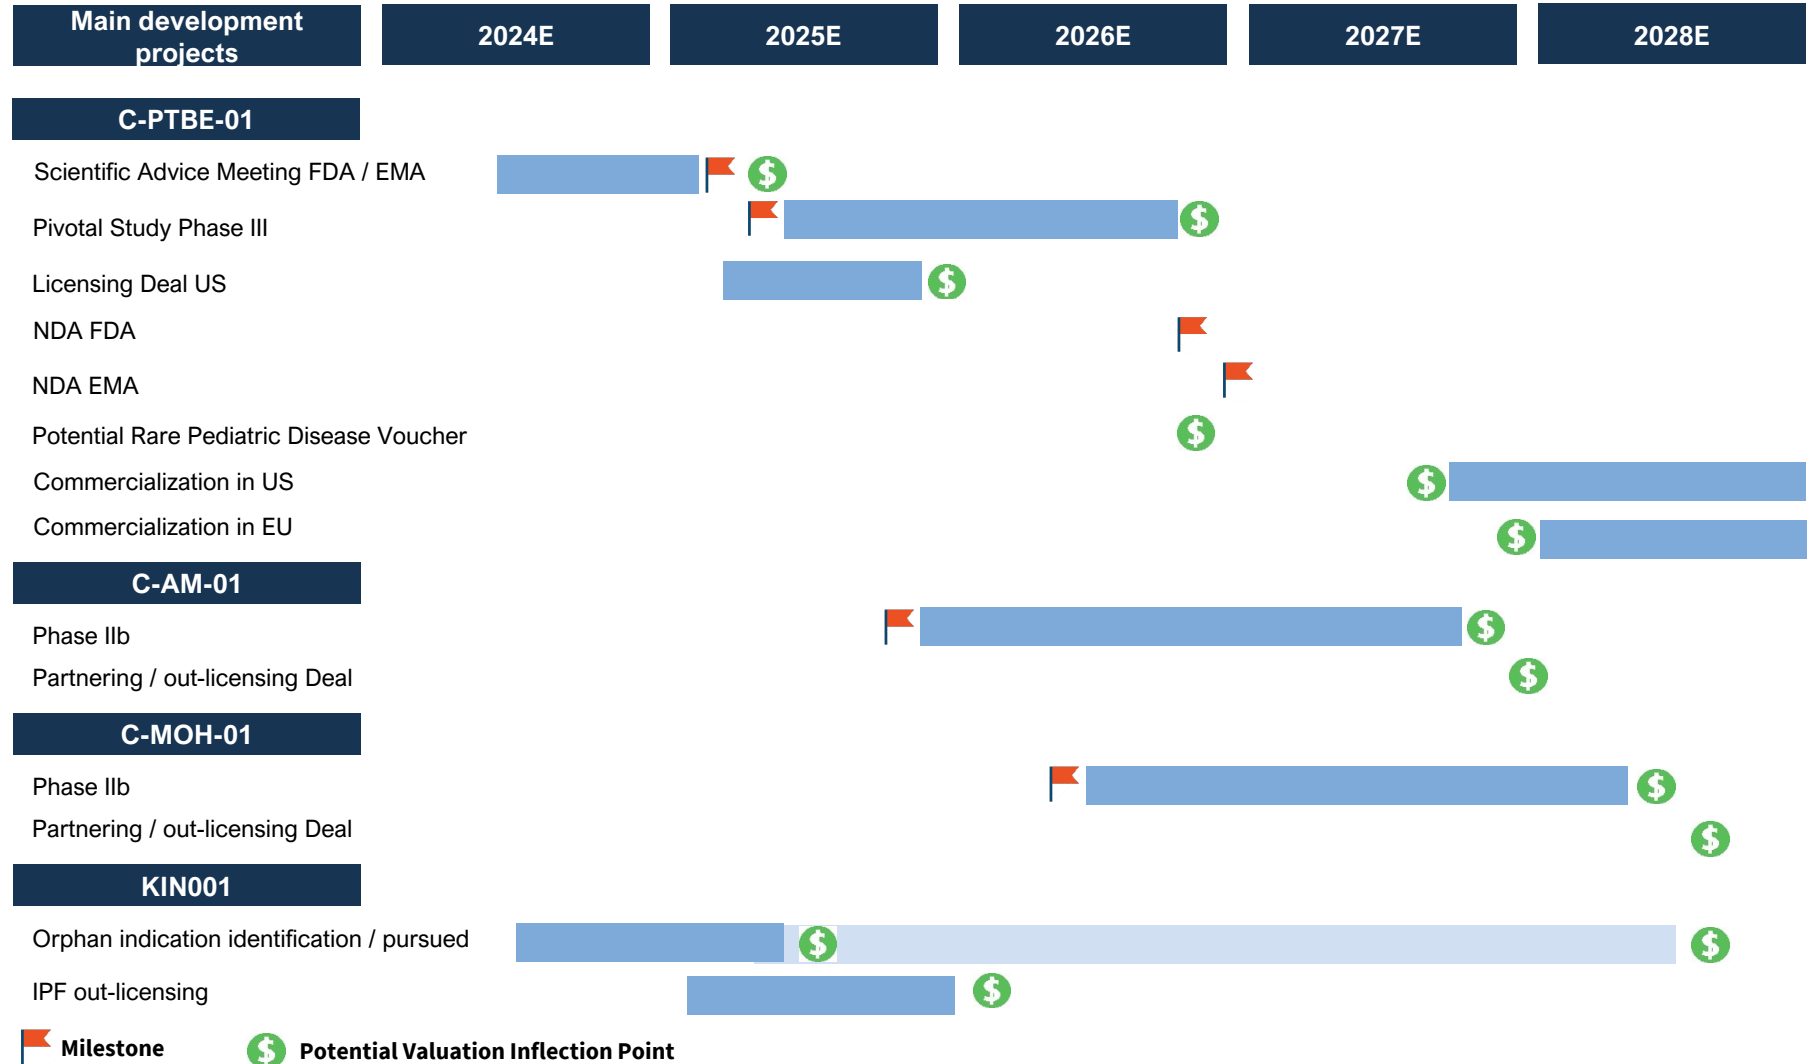 Main development
projects
2024E
2025E
2026E
2027E
2028E
C-PTBE-01
Scientific Advice Meeting FDA / EMA
Pivotal Study Phase III
Licensing Deal US
NDA FDA
NDA EMA
Potential Rare Pediatric Disease Voucher
Commercialization in US
Commercialization in EU
C-AM-01
Phase IIb
Partnering / out-licensing Deal
C-MOH-01
Phase IIb
Partnering / out-licensing Deal
KIN001
Orphan indication identification / pursued
IPF out-licensing
Milestone
Potential Valuation Inflection Point